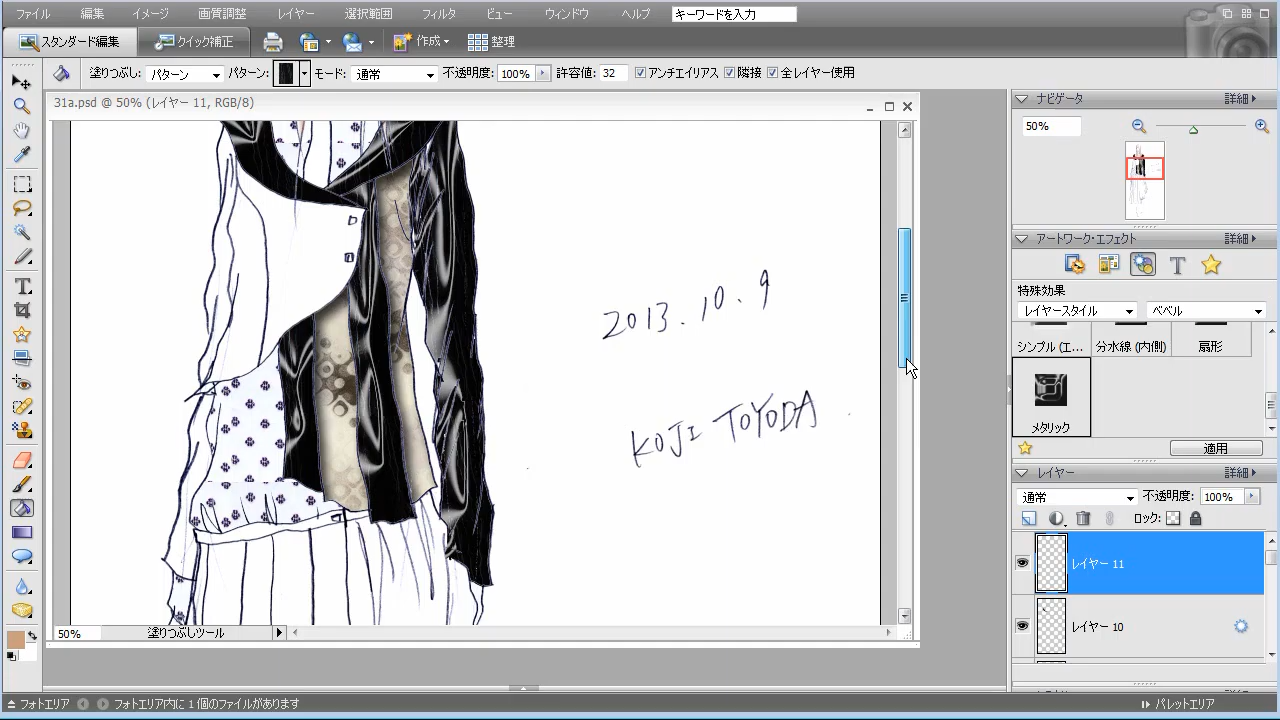 ファイル 編集 イメージ 画質調整 レイヤー 選択範囲 フィルタ ビュー ウィンドウ ヘルプ キーワードを入力
スタンダード編集 クイック補正 作成 整理
塗りつぶし: パターン パターン: モード: 通常 不透明度: 100% 許容値: 32 アンチエイリアス 隣接 全レイヤー使用
31a.psd @ 50% (レイヤー 11, RGB/8)
2013.10.9
KOJI TOYODA
50% 塗りつぶしツール
ナビゲータ 詳細
50%
アートワーク・エフェクト 詳細
特殊効果
レイヤースタイル ベベル
シンプル (エ... 分水線 (内側) 扇形
メタリック
適用
レイヤー 詳細
通常 不透明度: 100%
ロック:
レイヤー 11
レイヤー 10
フォトエリア フォトエリア内に 1 個のファイルがあります パレットエリア